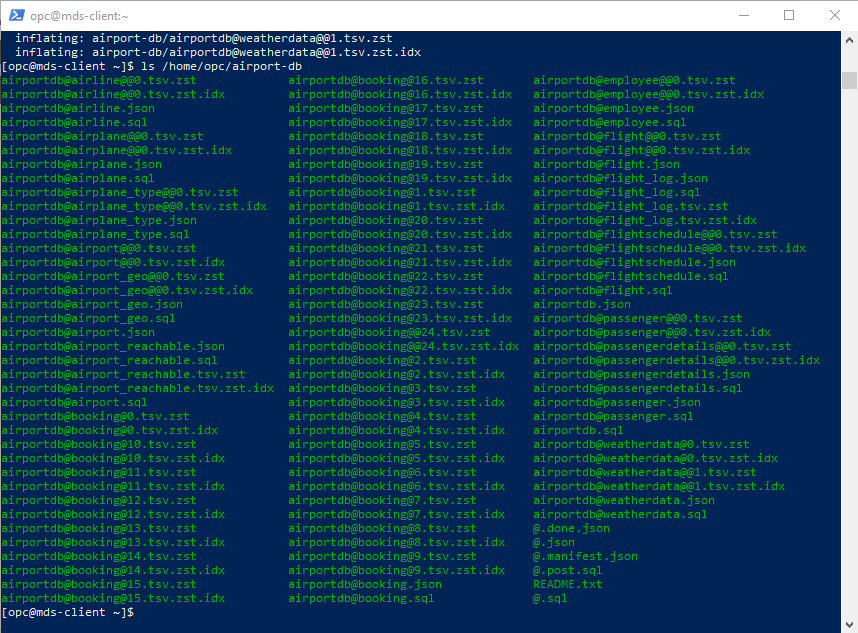 opc@mds-client:~
  inflating: airport-db/airportdb@weatherdata@@1.tsv.zst
  inflating: airport-db/airportdb@weatherdata@@1.tsv.zst.idx
[opc@mds-client ~]$ ls /home/opc/airport-db
airportdb@airline@@0.tsv.zst airportdb@booking@16.tsv.zst airportdb@employee@@0.tsv.zst
airportdb@airline@@0.tsv.zst.idx airportdb@booking@16.tsv.zst.idx airportdb@employee@@0.tsv.zst.idx
airportdb@airline.json airportdb@booking@17.tsv.zst airportdb@employee.json
airportdb@airline.sql airportdb@booking@17.tsv.zst.idx airportdb@employee.sql
airportdb@airplane@@0.tsv.zst airportdb@booking@18.tsv.zst airportdb@flight@@0.tsv.zst
airportdb@airplane@@0.tsv.zst.idx airportdb@booking@18.tsv.zst.idx airportdb@flight@@0.tsv.zst.idx
airportdb@airplane.json airportdb@booking@19.tsv.zst airportdb@flight.json
airportdb@airplane.sql airportdb@booking@19.tsv.zst.idx airportdb@flight_log.json
airportdb@airplane_type@@0.tsv.zst airportdb@booking@1.tsv.zst airportdb@flight_log.sql
airportdb@airplane_type@@0.tsv.zst.idx airportdb@booking@1.tsv.zst.idx airportdb@flight_log.tsv.zst
airportdb@airplane_type.json airportdb@booking@20.tsv.zst airportdb@flight_log.tsv.zst.idx
airportdb@airplane_type.sql airportdb@booking@20.tsv.zst.idx airportdb@flightschedule@@0.tsv.zst
airportdb@airport@@0.tsv.zst airportdb@booking@21.tsv.zst airportdb@flightschedule@@0.tsv.zst.idx
airportdb@airport@@0.tsv.zst.idx airportdb@booking@21.tsv.zst.idx airportdb@flightschedule.json
airportdb@airport_geo@@0.tsv.zst airportdb@booking@22.tsv.zst airportdb@flightschedule.sql
airportdb@airport_geo@@0.tsv.zst.idx airportdb@booking@22.tsv.zst.idx airportdb@flight.sql
airportdb@airport_geo.json airportdb@booking@23.tsv.zst airportdb.json
airportdb@airport_geo.sql airportdb@booking@23.tsv.zst.idx airportdb@passenger@@0.tsv.zst
airportdb@airport.json airportdb@booking@@24.tsv.zst airportdb@passenger@@0.tsv.zst.idx
airportdb@airport_reachable.json airportdb@booking@@24.tsv.zst.idx airportdb@passengerdetails@@0.tsv.zst
airportdb@airport_reachable.sql airportdb@booking@2.tsv.zst airportdb@passengerdetails@@0.tsv.zst.idx
airportdb@airport_reachable.tsv.zst airportdb@booking@2.tsv.zst.idx airportdb@passengerdetails.json
airportdb@airport_reachable.tsv.zst.idx airportdb@booking@3.tsv.zst airportdb@passengerdetails.sql
airportdb@airport.sql airportdb@booking@3.tsv.zst.idx airportdb@passenger.json
airportdb@booking@0.tsv.zst airportdb@booking@4.tsv.zst airportdb@passenger.sql
airportdb@booking@0.tsv.zst.idx airportdb@booking@4.tsv.zst.idx airportdb.sql
airportdb@booking@10.tsv.zst airportdb@booking@5.tsv.zst airportdb@weatherdata@0.tsv.zst
airportdb@booking@10.tsv.zst.idx airportdb@booking@5.tsv.zst.idx airportdb@weatherdata@0.tsv.zst.idx
airportdb@booking@11.tsv.zst airportdb@booking@6.tsv.zst airportdb@weatherdata@@1.tsv.zst
airportdb@booking@11.tsv.zst.idx airportdb@booking@6.tsv.zst.idx airportdb@weatherdata@@1.tsv.zst.idx
airportdb@booking@12.tsv.zst airportdb@booking@7.tsv.zst airportdb@weatherdata.json
airportdb@booking@12.tsv.zst.idx airportdb@booking@7.tsv.zst.idx airportdb@weatherdata.sql
airportdb@booking@13.tsv.zst airportdb@booking@8.tsv.zst @.done.json
airportdb@booking@13.tsv.zst.idx airportdb@booking@8.tsv.zst.idx @.json
airportdb@booking@14.tsv.zst airportdb@booking@9.tsv.zst @.manifest.json
airportdb@booking@14.tsv.zst.idx airportdb@booking@9.tsv.zst.idx @.post.sql
airportdb@booking@15.tsv.zst airportdb@booking.json README.txt
airportdb@booking@15.tsv.zst.idx airportdb@booking.sql @.sql
[opc@mds-client ~]$